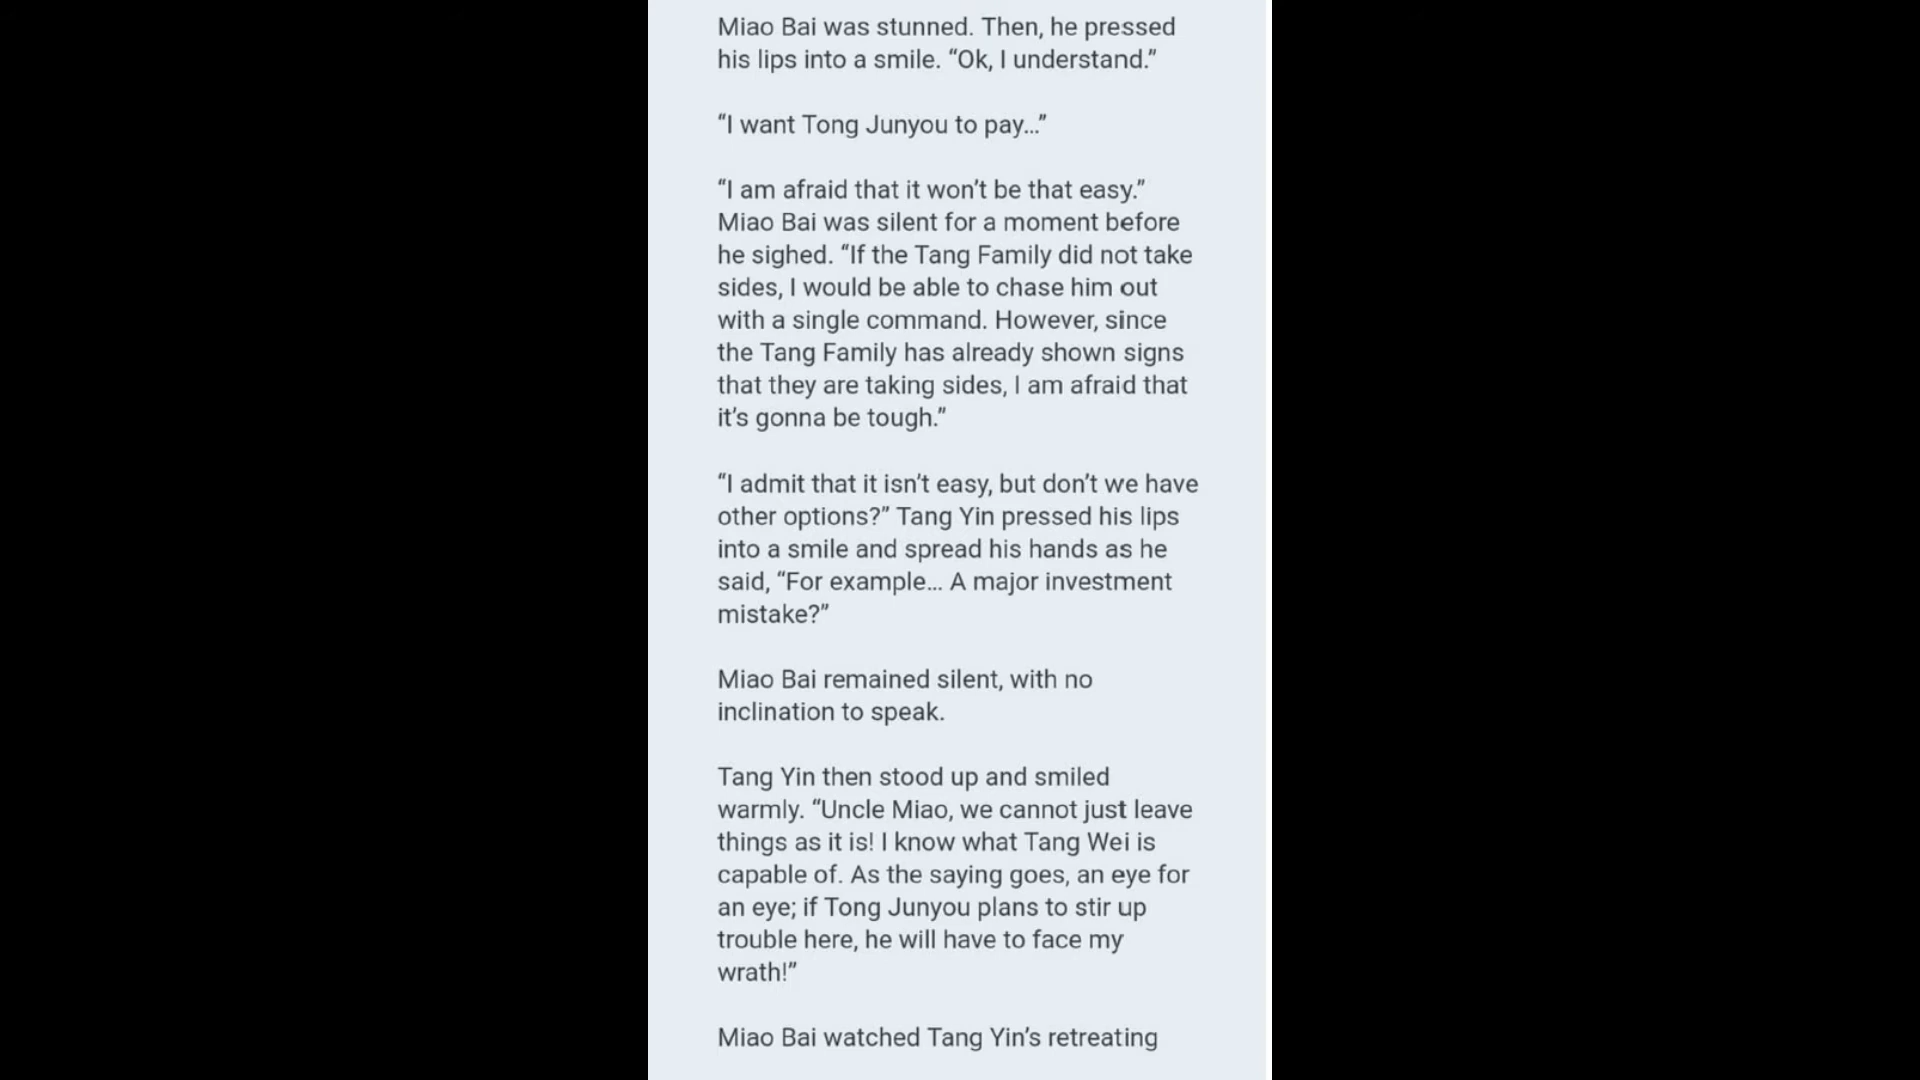 Miao Bai was stunned. Then, he pressed
his lips into a smile. “Ok, I understand.”
“I want Tong Junyou to pay…”
“I am afraid that it won’t be that easy.”
Miao Bai was silent for a moment before
he sighed. “If the Tang Family did not take
sides, I would be able to chase him out
with a single command. However, since
the Tang Family has already shown signs
that they are taking sides, I am afraid that
it’s gonna be tough.”
“I admit that it isn’t easy, but don’t we have
other options?” Tang Yin pressed his lips
into a smile and spread his hands as he
said, “For example… A major investment
mistake?”
Miao Bai remained silent, with no
inclination to speak.
Tang Yin then stood up and smiled
warmly. “Uncle Miao, we cannot just leave
things as it is! I know what Tang Wei is
capable of. As the saying goes, an eye for
an eye; if Tong Junyou plans to stir up
trouble here, he will have to face my
wrath!”
Miao Bai watched Tang Yin’s retreating